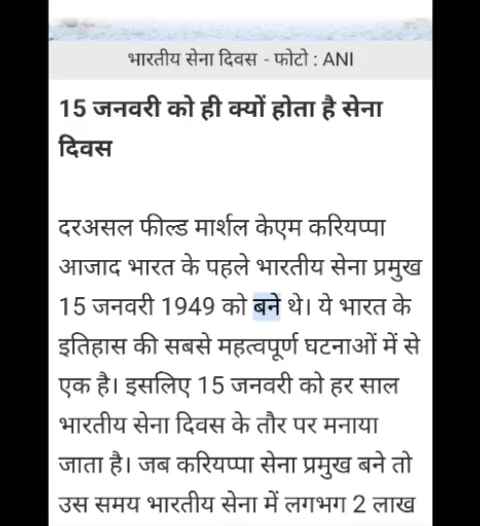 भारतीय सेना दिवस - फोटो : ANI
15 जनवरी को ही क्यों होता है सेना
दिवस
दरअसल फील्ड मार्शल केएम करियप्पा
आजाद भारत के पहले भारतीय सेना प्रमुख
15 जनवरी 1949 को बने थे। ये भारत के
इतिहास की सबसे महत्वपूर्ण घटनाओं में से
एक है। इसलिए 15 जनवरी को हर साल
भारतीय सेना दिवस के तौर पर मनाया
जाता है। जब करियप्पा सेना प्रमुख बने तो
उस समय भारतीय सेना में लगभग 2 लाख